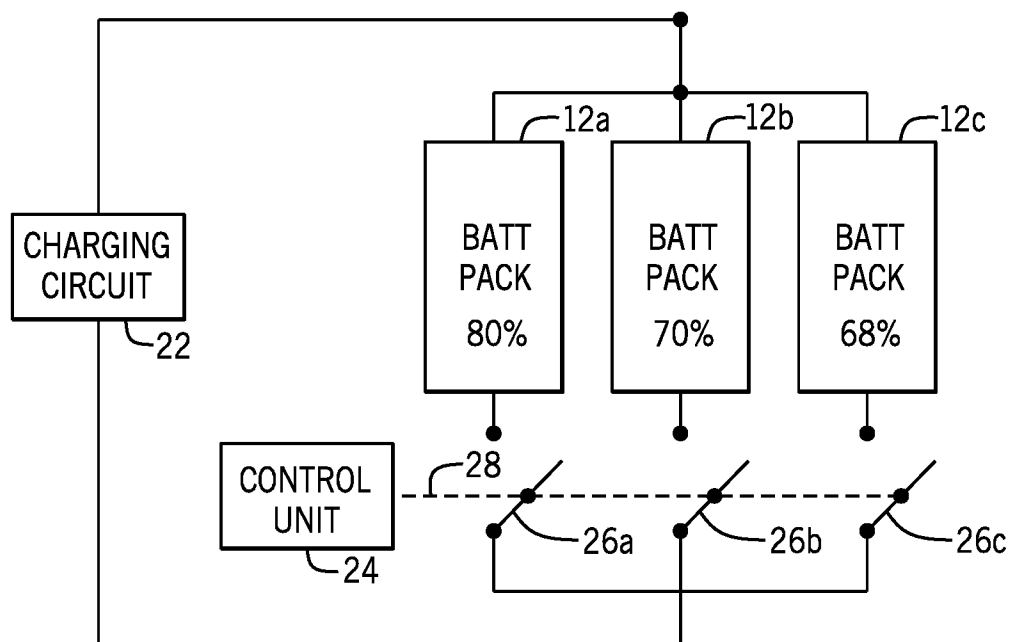 12a
12b
12c
CHARGING
CIRCUIT
22
BATT
PACK
80%
BATT
PACK
70%
BATT
PACK
68%
CONTROL
UNIT
24
28
26a
26b
26c